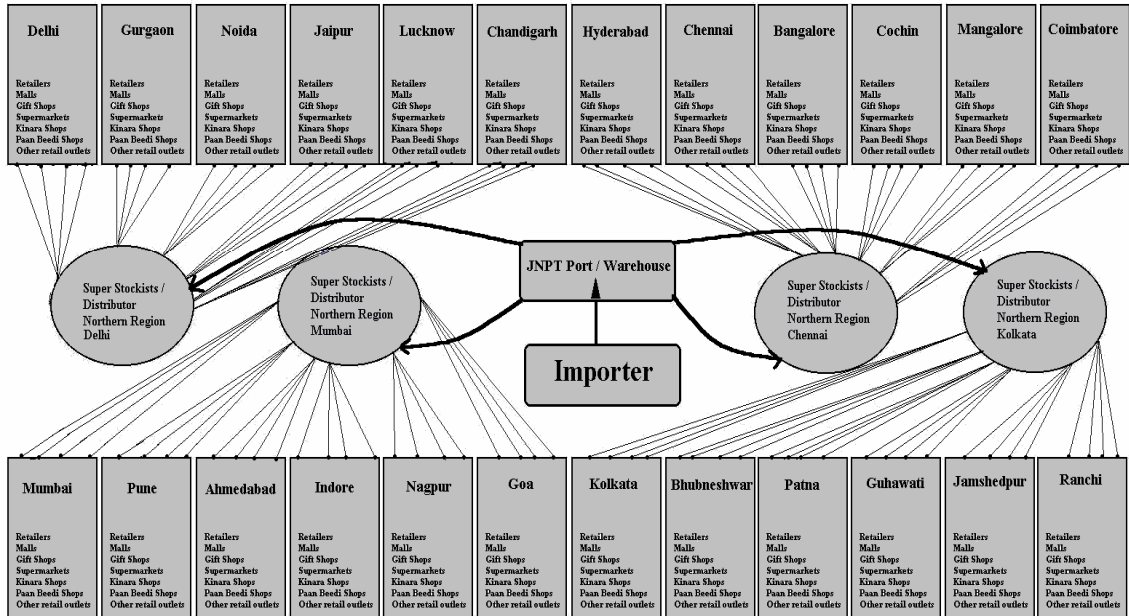 Delhi
Retailers
Malls
Gift Shops
Supermarkets
Kinara Shops
Paan Beedi Shops
Other retail outlets
Gurgaon
Retailers
Malls
Gift Shops
Supermarkets
Kinara Shops
Paan Beedi Shops
Other retail outlets
Noida
Retailers
Malls
Gift Shops
Supermarkets
Kinara Shops
Paan Beedi Shops
Other retail outlets
Jaipur
Retailers
Malls
Gift Shops
Supermarkets
Kinara Shops
Paan Beedi Shops
Other retail outlets
Lucknow
Retailers
Malls
Gift Shops
Supermarkets
Kinara Shops
Paan Beedi Shops
Other retail outlets
Chandigarh
Retailers
Malls
Gift Shops
Supermarkets
Kinara Shops
Paan Beedi Shops
Other retail outlets
Hyderabad
Retailers
Malls
Gift Shops
Supermarkets
Kinara Shops
Paan Beedi Shops
Other retail outlets
Chennai
Retailers
Malls
Gift Shops
Supermarkets
Kinara Shops
Paan Beedi Shops
Other retail outlets
Bangalore
Retailers
Malls
Gift Shops
Supermarkets
Kinara Shops
Paan Beedi Shops
Other retail outlets
Cochin
Retailers
Malls
Gift Shops
Supermarkets
Kinara Shops
Paan Beedi Shops
Other retail outlets
Mangalore
Retailers
Malls
Gift Shops
Supermarkets
Kinara Shops
Paan Beedi Shops
Other retail outlets
Coimbatore
Retailers
Malls
Gift Shops
Supermarkets
Kinara Shops
Paan Beedi Shops
Other retail outlets
Super Stockists /
Distributor
Northern Region
Delhi
Super Stockists /
Distributor
Northern Region
Mumbai
JNPT Port / Warehouse
Importer
Super Stockists /
Distributor
Northern Region
Chennai
Super Stockists /
Distributor
Northern Region
Kolkata
Mumbai
Retailers
Malls
Gift Shops
Supermarkets
Kinara Shops
Paan Beedi Shops
Other retail outlets
Pune
Retailers
Malls
Gift Shops
Supermarkets
Kinara Shops
Paan Beedi Shops
Other retail outlets
Ahmedabad
Retailers
Malls
Gift Shops
Supermarkets
Kinara Shops
Paan Beedi Shops
Other retail outlets
Indore
Retailers
Malls
Gift Shops
Supermarkets
Kinara Shops
Paan Beedi Shops
Other retail outlets
Nagpur
Retailers
Malls
Gift Shops
Supermarkets
Kinara Shops
Paan Beedi Shops
Other retail outlets
Goa
Retailers
Malls
Gift Shops
Supermarkets
Kinara Shops
Paan Beedi Shops
Other retail outlets
Kolkata
Retailers
Malls
Gift Shops
Supermarkets
Kinara Shops
Paan Beedi Shops
Other retail outlets
Bhubneshwar
Retailers
Malls
Gift Shops
Supermarkets
Kinara Shops
Paan Beedi Shops
Other retail outlets
Patna
Retailers
Malls
Gift Shops
Supermarkets
Kinara Shops
Paan Beedi Shops
Other retail outlets
Guhawati
Retailers
Malls
Gift Shops
Supermarkets
Kinara Shops
Paan Beedi Shops
Other retail outlets
Jamshedpur
Retailers
Malls
Gift Shops
Supermarkets
Kinara Shops
Paan Beedi Shops
Other retail outlets
Ranchi
Retailers
Malls
Gift Shops
Supermarkets
Kinara Shops
Paan Beedi Shops
Other retail outlets